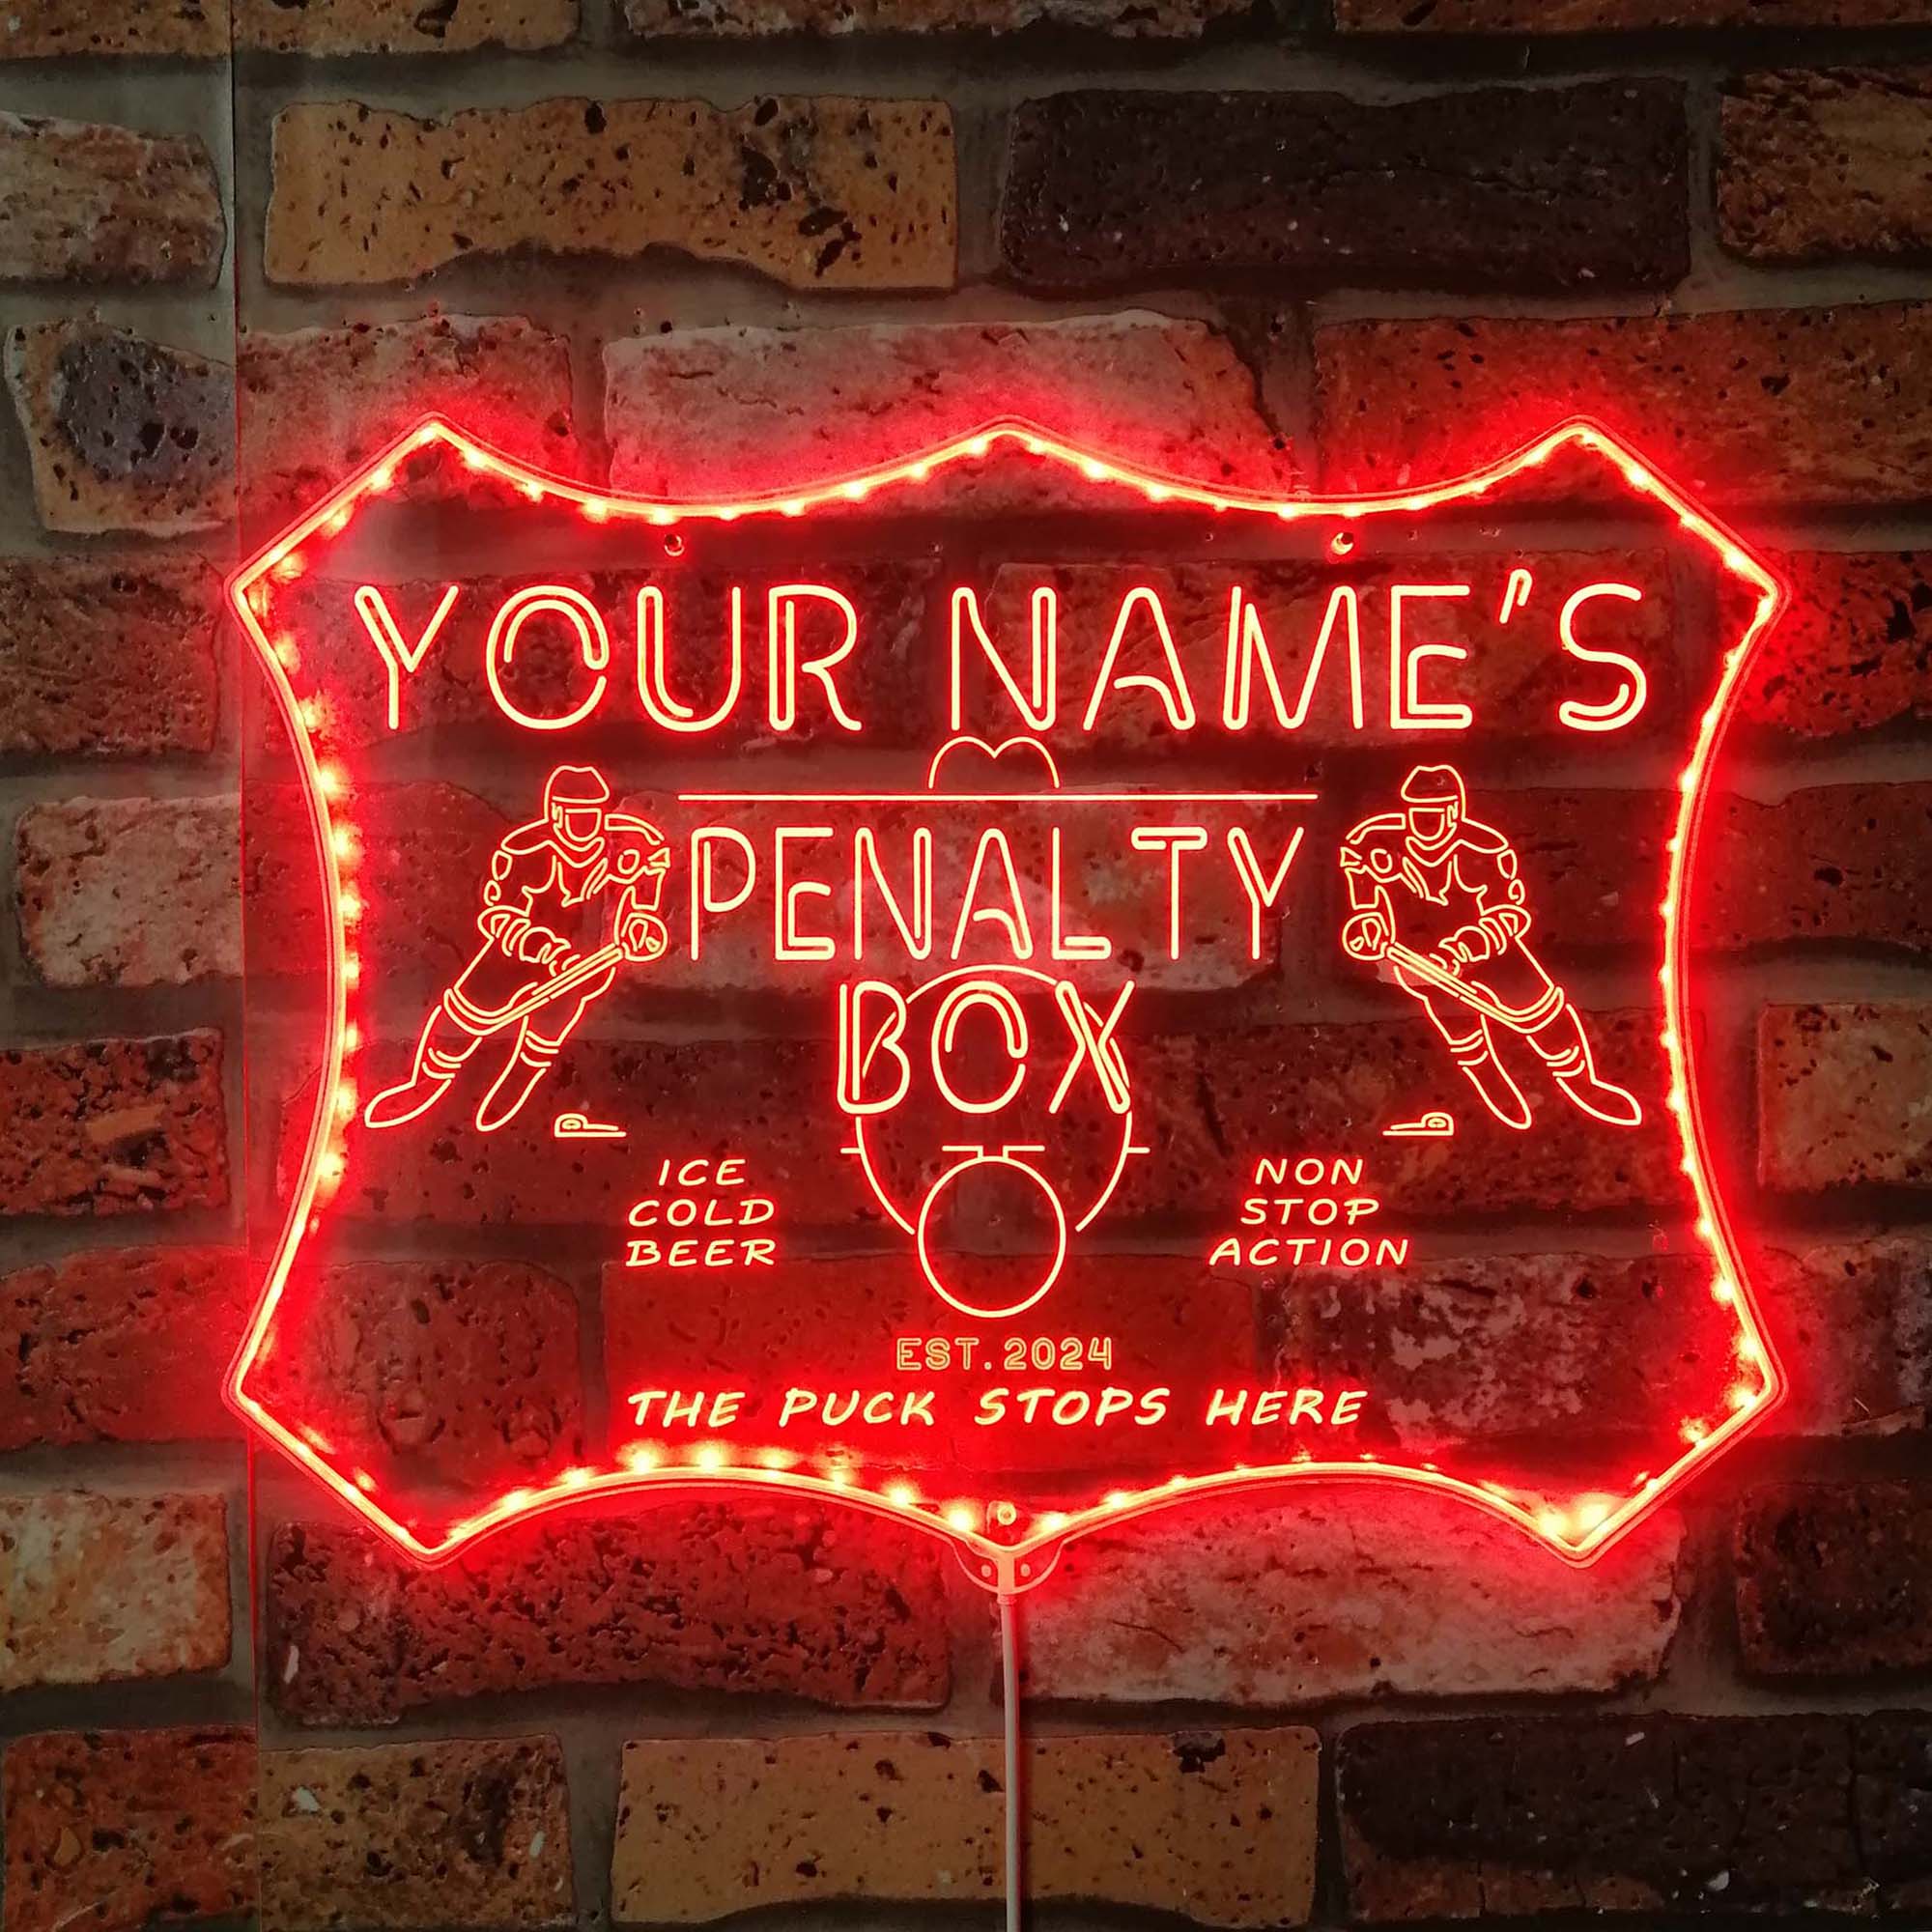 YOUR NAME'S
PENALTY
BOX
ICE
COLD
BEER
NON
STOP
ACTION
EST.2024
THE PUCK STOPS HERE